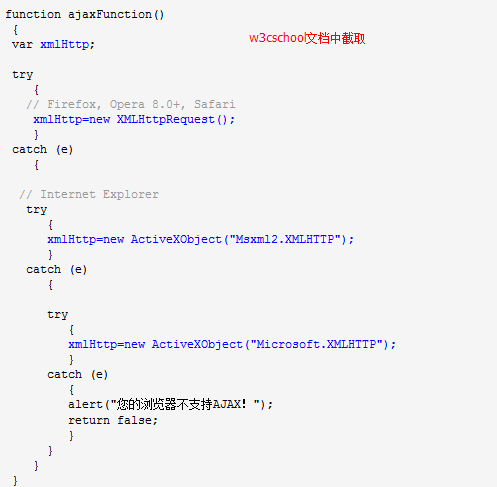 function ajaxFunction()
{
w3cschool文档中截取
var xmlHttp;
try
{
// Firefox, Opera 8.0+, Safari
xmlHttp=new XMLHttpRequest();
}
catch (e)
{
// Internet Explorer
try
{
xmlHttp=new ActiveXObject("Msxml2.XMLHTTP");
}
catch (e)
{
try
{
xmlHttp=new ActiveXObject("Microsoft.XMLHTTP");
}
catch (e)
{
alert("您的浏览器不支持AJAX！");
return false;
}
}
}
}